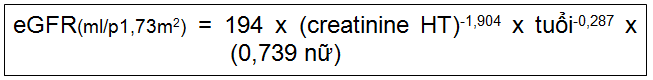 eGFR(ml/p1,73m²) = 194 x (creatinine HT)⁻¹,⁹⁰⁴ x tuổi⁻⁰,²⁸⁷ x
(0,739 nữ)